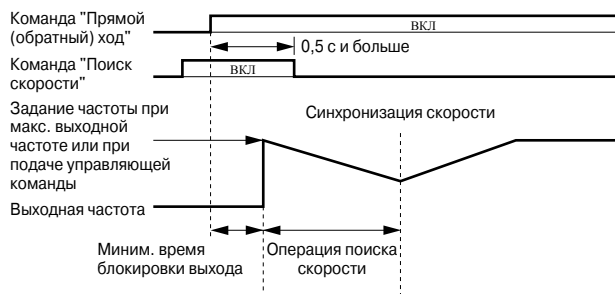 Команда "Прямой
(обратный) ход"
ВКЛ
0,5 с и больше
Команда "Поиск
скорости"
ВКЛ
Задание частоты при
макс. выходной
частоте или при
подаче управляющей
команды
Синхронизация скорости
Выходная частота
Миним. время
блокировки выхода
Операция поиска
скорости